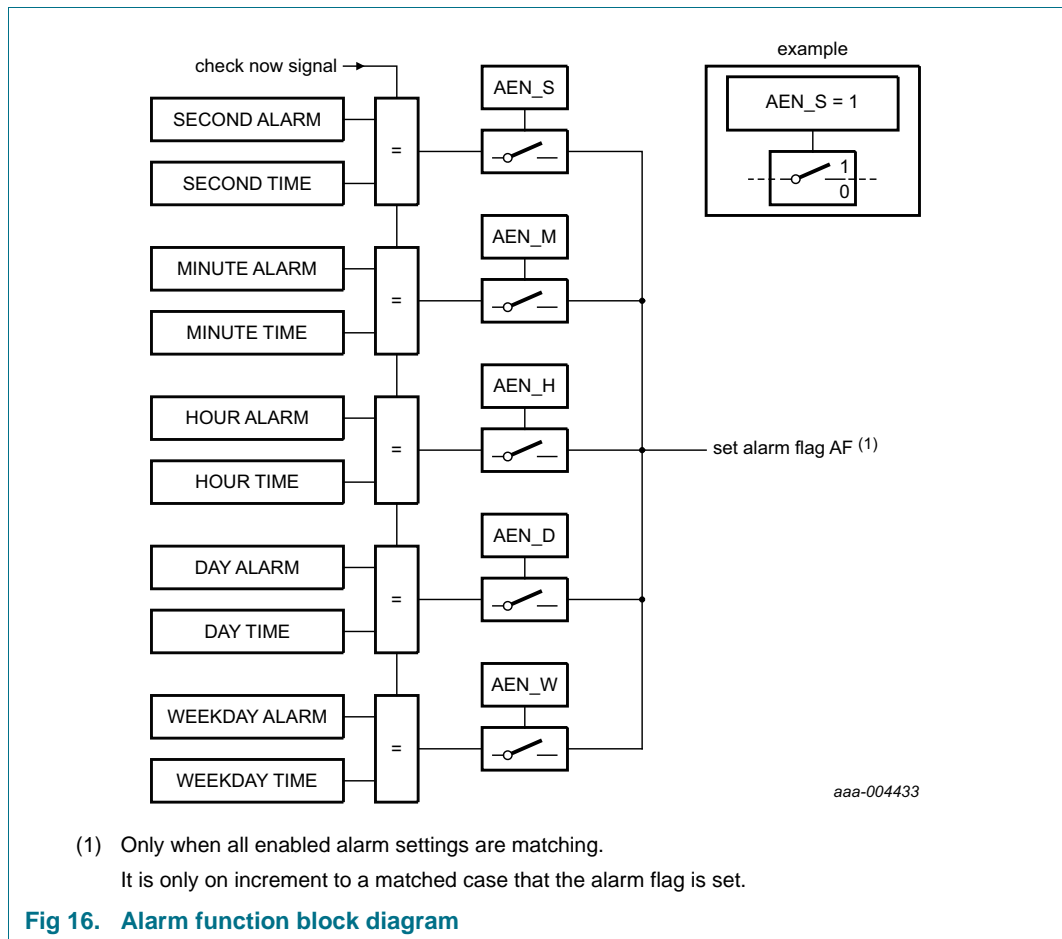 example
check now signal
AEN_S
AEN_S = 1
SECOND ALARM
=
1
0
SECOND TIME
AEN_M
MINUTE ALARM
=
MINUTE TIME
AEN_H
HOUR ALARM
=
set alarm flag AF (1)
HOUR TIME
AEN_D
DAY ALARM
=
DAY TIME
AEN_W
WEEKDAY ALARM
=
WEEKDAY TIME
aaa-004433
(1) Only when all enabled alarm settings are matching.
It is only on increment to a matched case that the alarm flag is set.
Fig 16. Alarm function block diagram